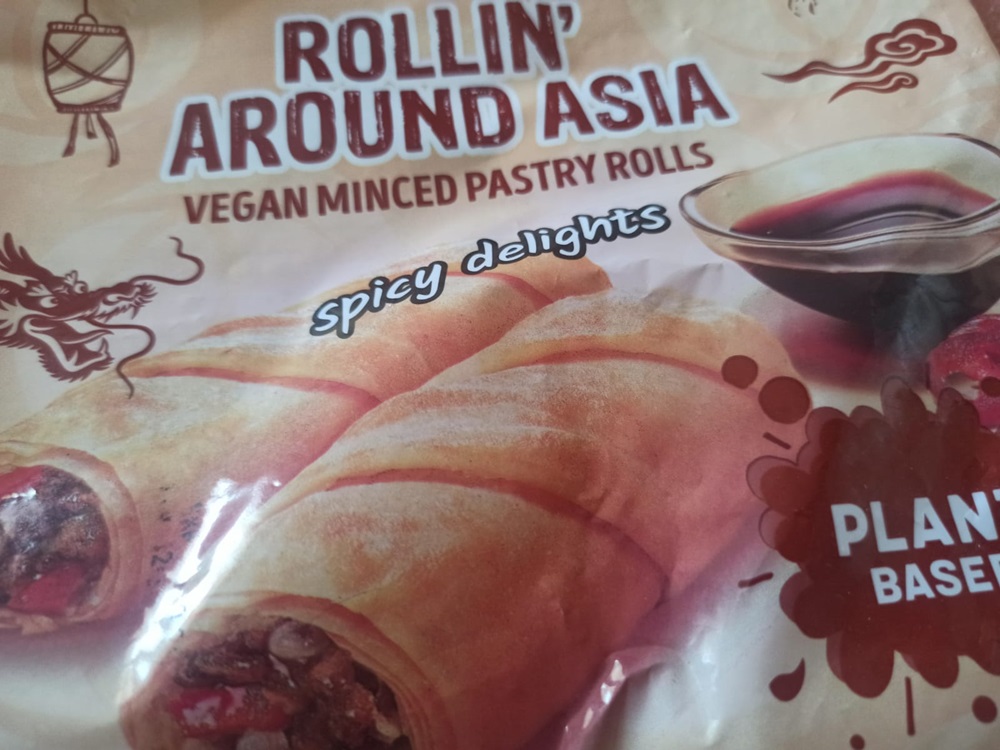 ROLLIN'
AROUND ASIA
VEGAN MINCED PASTRY ROLLS
spicy delights
PLANT
BASED